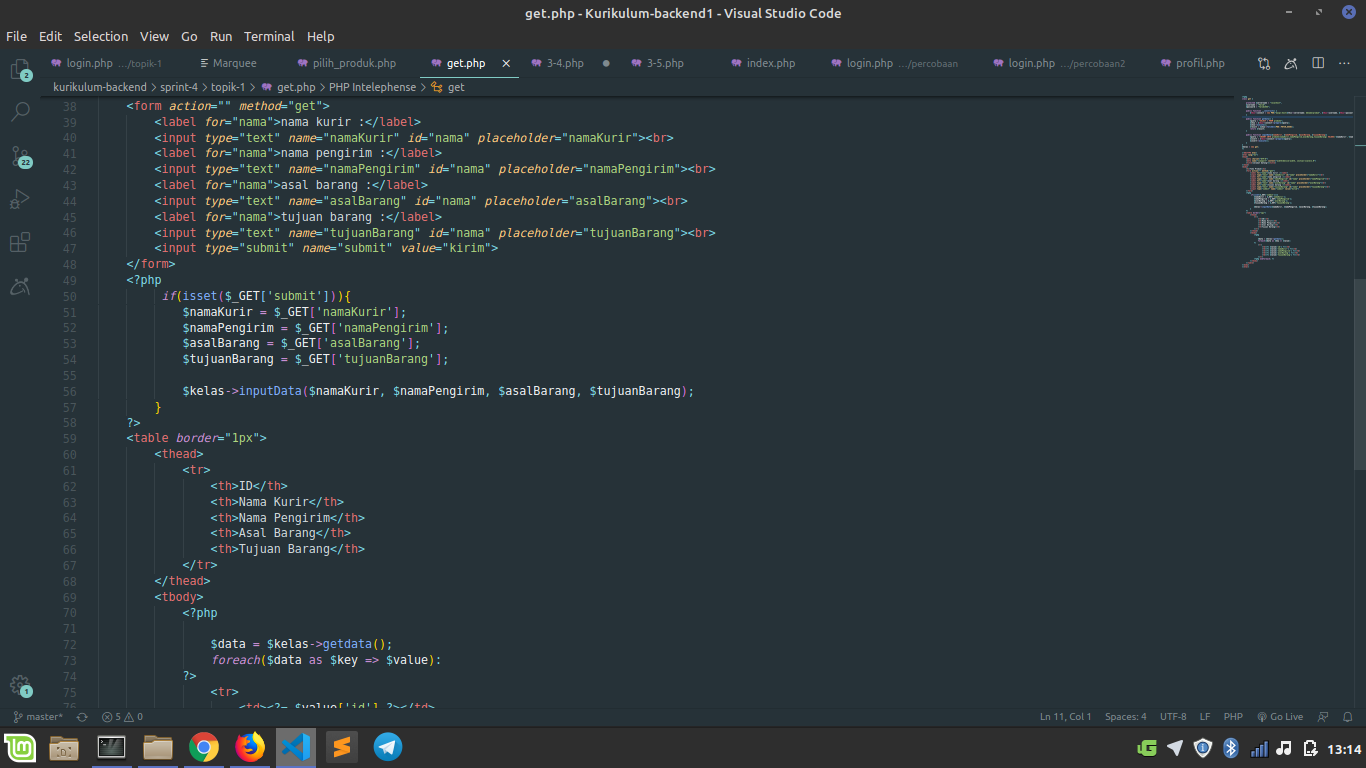 get.php - Kurikulum-backend1 - Visual Studio Code
File Edit Selection View Go Run Terminal Help
login.php .../topik-1 Marquee pilih_produk.php get.php 3-4.php 3-5.php index.php login.php .../percobaan login.php .../percobaan2 profil.php
kurikulum-backend > sprint-4 > topik-1 > get.php > PHP Intelephense > get
38 <form action="" method="get">
39 <label for="nama">nama kurir :</label>
40 <input type="text" name="namaKurir" id="nama" placeholder="namaKurir"><br>
41 <label for="nama">nama pengirim :</label>
42 <input type="text" name="namaPengirim" id="nama" placeholder="namaPengirim"><br>
43 <label for="nama">asal barang :</label>
44 <input type="text" name="asalBarang" id="nama" placeholder="asalBarang"><br>
45 <label for="nama">tujuan barang :</label>
46 <input type="text" name="tujuanBarang" id="nama" placeholder="tujuanBarang"><br>
47 <input type="submit" name="submit" value="kirim">
48 </form>
49 <?php
50 if(isset($_GET['submit'])){
51 $namaKurir = $_GET['namaKurir'];
52 $namaPengirim = $_GET['namaPengirim'];
53 $asalBarang = $_GET['asalBarang'];
54 $tujuanBarang = $_GET['tujuanBarang'];
55
56 $kelas->inputData($namaKurir, $namaPengirim, $asalBarang, $tujuanBarang);
57 }
58 ?>
59 <table border="1px">
60 <thead>
61 <tr>
62 <th>ID</th>
63 <th>Nama Kurir</th>
64 <th>Nama Pengirim</th>
65 <th>Asal Barang</th>
66 <th>Tujuan Barang</th>
67 </tr>
68 </thead>
69 <tbody>
70 <?php
71
72 $data = $kelas->getdata();
73 foreach($data as $key => $value):
74 ?>
75 <tr>
76 <td><?= $value['id'] ?></td>
2
22
1
master* 5 0 Ln 11, Col 1 Spaces: 4 UTF-8 LF PHP Go Live
13:14